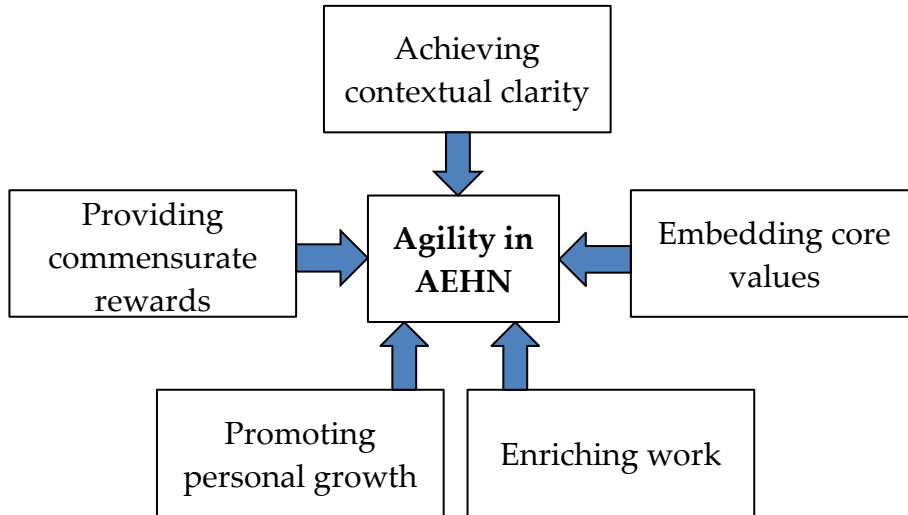 Achieving
contextual clarity
Providing
commensurate
rewards
Agility in
AEHN
Embedding core
values
Promoting
personal growth
Enriching work